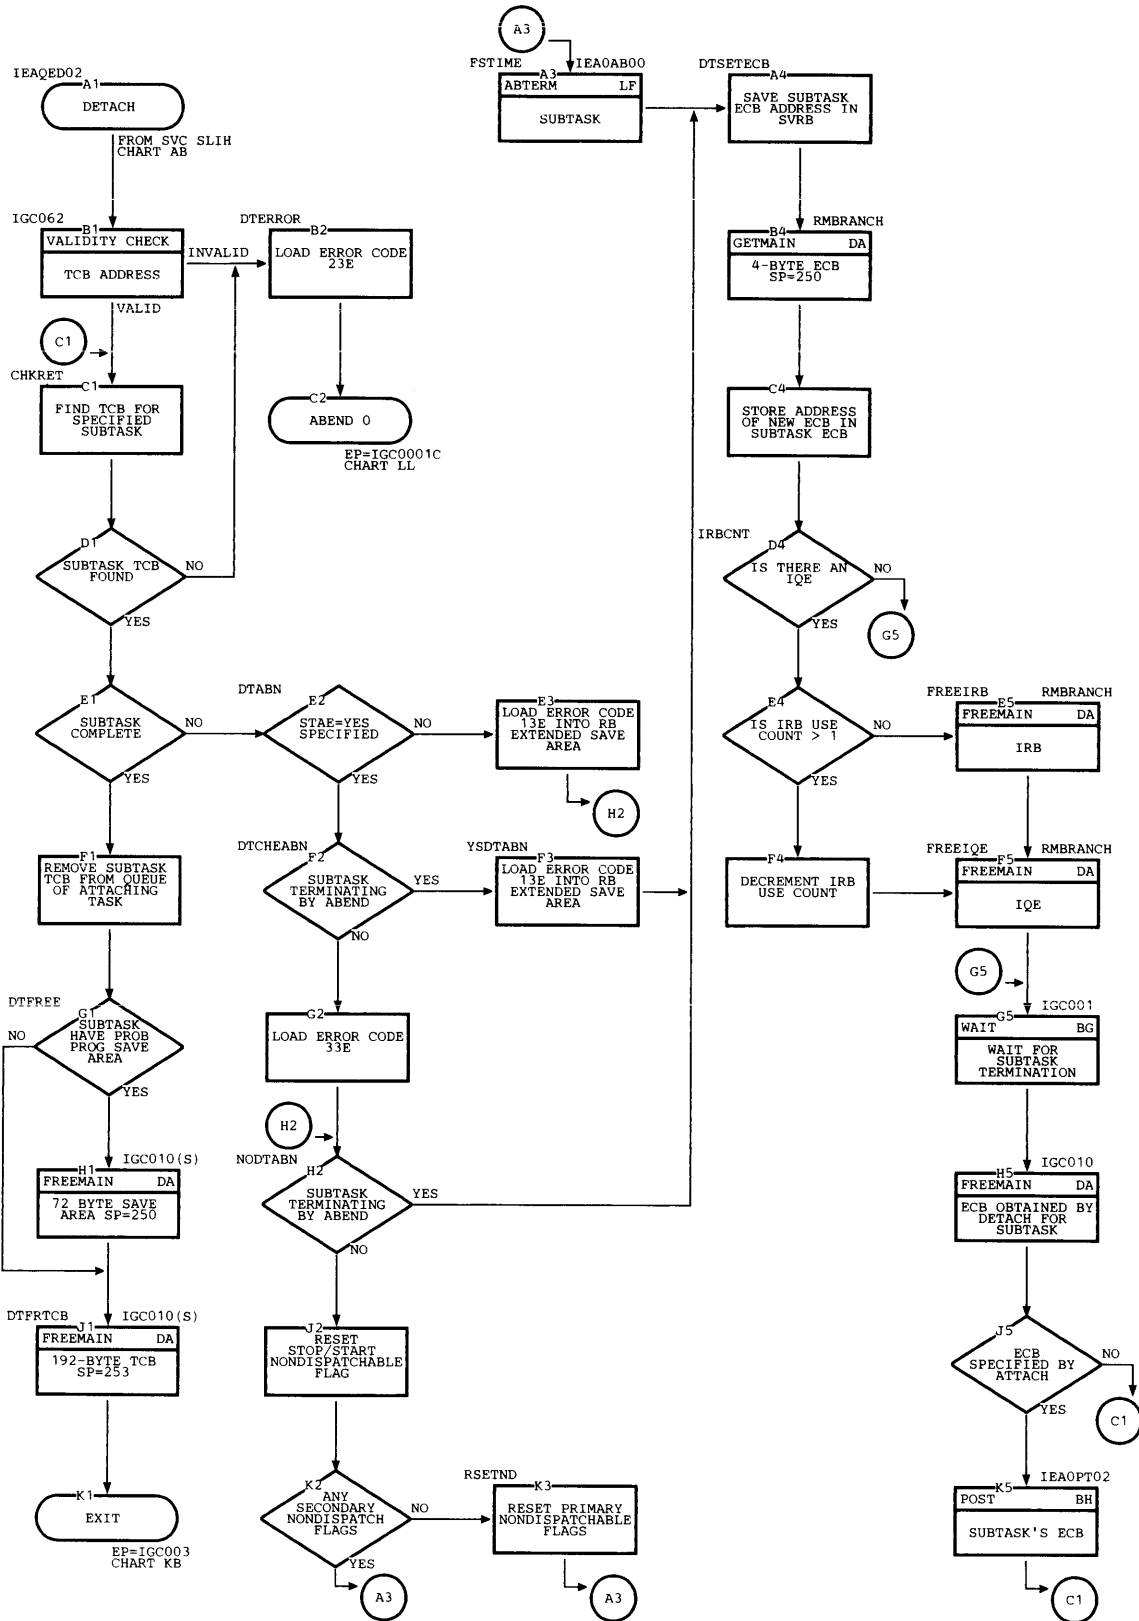 IEAQED02
A1
DETACH
FROM SVC SLIH
CHART AB
IGC062
B1
VALIDITY CHECK
TCB ADDRESS
INVALID
VALID
DTERROR
B2
LOAD ERROR CODE
23E
C2
ABEND 0
EP=IGC0001C
CHART LL
C1
CHKRET
C1
FIND TCB FOR
SPECIFIED
SUBTASK
D1
SUBTASK TCB
FOUND
NO
YES
E1
SUBTASK
COMPLETE
NO
YES
F1
REMOVE SUBTASK
TCB FROM QUEUE
OF ATTACHING
TASK
DTFREE
G1
SUBTASK
HAVE PROB
PROG SAVE
AREA
NO
YES
IGC010(S)
H1
FREEMAIN DA
72 BYTE SAVE
AREA SP=250
DTFRTCB
IGC010(S)
J1
FREEMAIN DA
192-BYTE TCB
SP=253
K1
EXIT
EP=IGC003
CHART KB
DTABN
E2
STAE=YES
SPECIFIED
NO
YES
E3
LOAD ERROR CODE
13E INTO RB
EXTENDED SAVE
AREA
H2
DTCHEABN
F2
SUBTASK
TERMINATING
BY ABEND
YES
NO
YSDTABN
F3
LOAD ERROR CODE
13E INTO RB
EXTENDED SAVE
AREA
G2
LOAD ERROR CODE
33E
H2
NODTABN
H2
SUBTASK
TERMINATING
BY ABEND
YES
NO
J2
RESET
STOP/START
NONDISPATCHABLE
FLAG
K2
ANY
SECONDARY
NONDISPATCH
FLAGS
NO
YES
A3
RSETND
K3
RESET PRIMARY
NONDISPATCHABLE
FLAGS
A3
A3
FSTIME
IEA0AB00
A3
ABTERM LF
SUBTASK
DTSETECB
A4
SAVE SUBTASK
ECB ADDRESS IN
SVRB
RMBRANCH
B4
GETMAIN DA
4-BYTE ECB
SP=250
C4
STORE ADDRESS
OF NEW ECB IN
SUBTASK ECB
IRBCNT
D4
IS THERE AN
IQE
NO
G5
YES
E4
IS IRB USE
COUNT > 1
NO
YES
FREEIRB
RMBRANCH
E5
FREEMAIN DA
IRB
F4
DECREMENT IRB
USE COUNT
FREEIQE
RMBRANCH
F5
FREEMAIN DA
IQE
G5
IGC001
G5
WAIT BG
WAIT FOR
SUBTASK
TERMINATION
IGC010
H5
FREEMAIN DA
ECB OBTAINED BY
DETACH FOR
SUBTASK
J5
ECB
SPECIFIED BY
ATTACH
NO
C1
YES
IEA0PT02
K5
POST BH
SUBTASK'S ECB
C1